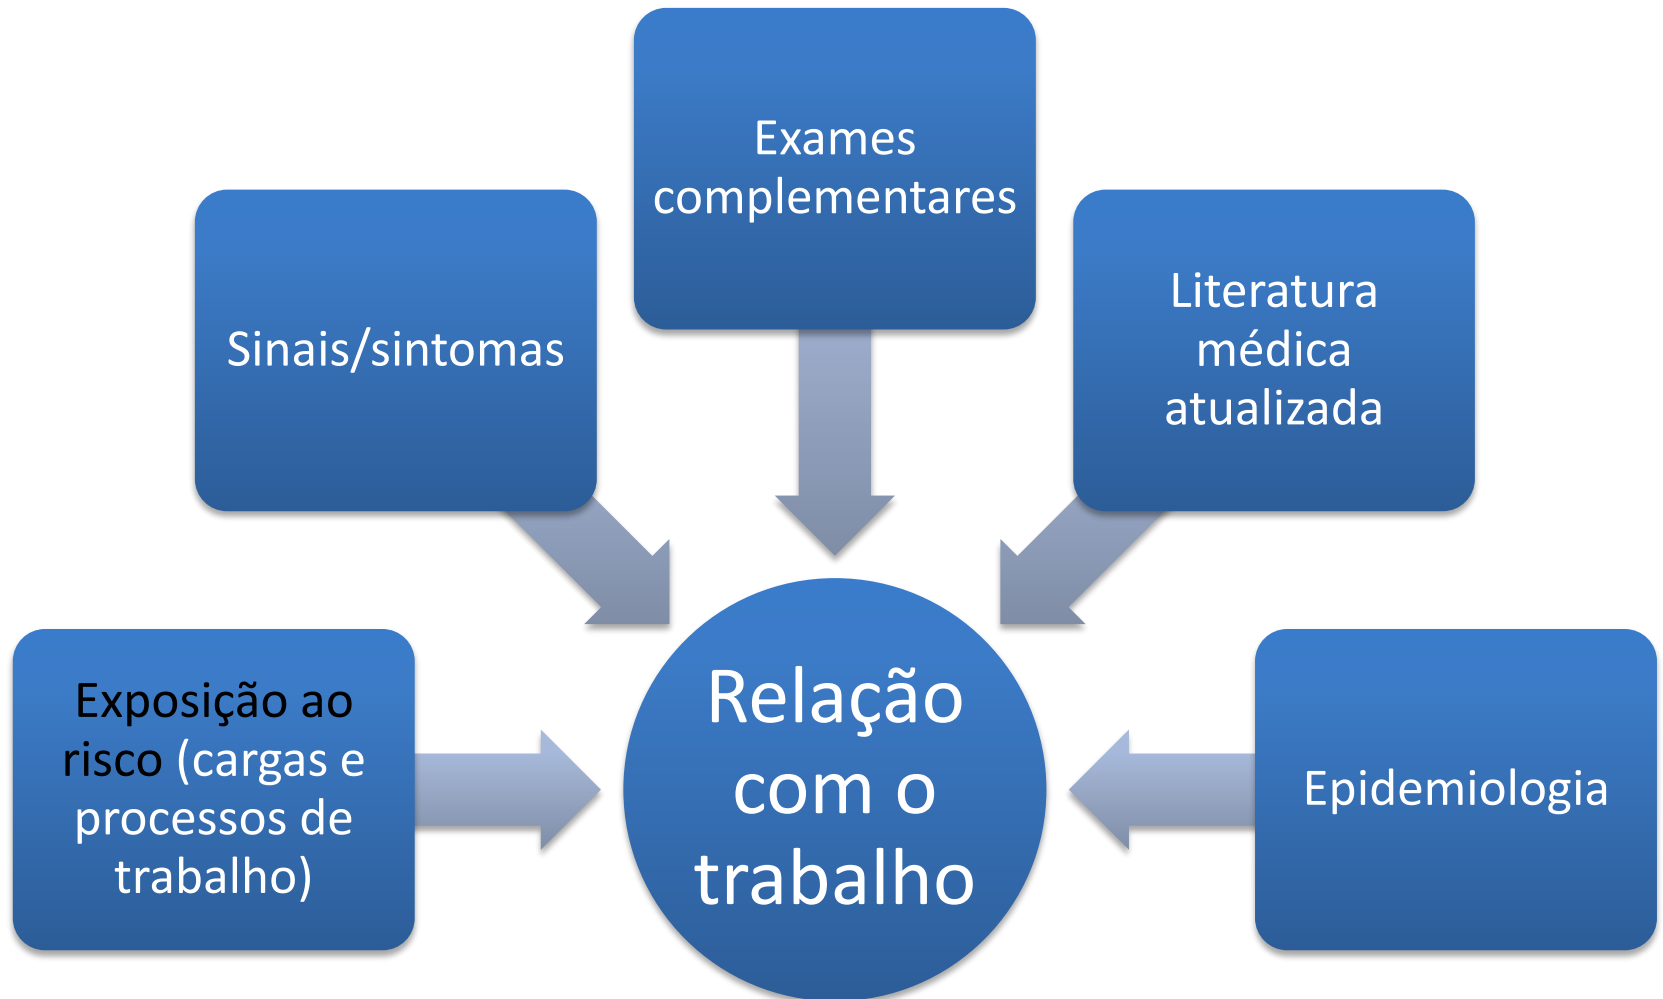 Exames
complementares
Sinais/sintomas
Literatura
médica
atualizada
Exposição ao
risco (cargas e
processos de
trabalho)
Relação
com o
trabalho
Epidemiologia